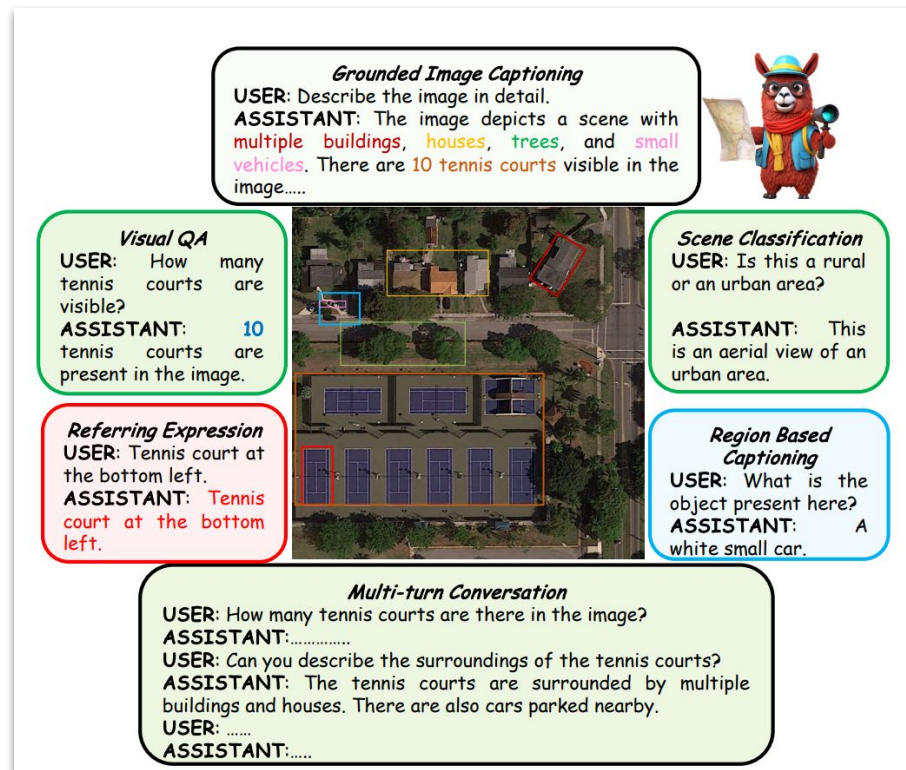 Grounded Image Captioning
USER: Describe the image in detail.
ASSISTANT: The image depicts a scene with
multiple buildings, houses, trees, and small
vehicles. There are 10 tennis courts visible in the
image.....
Visual QA
USER: How many
tennis courts are
visible?
ASSISTANT: 10
tennis courts are
present in the image.
Scene Classification
USER: Is this a rural
or an urban area?
ASSISTANT: This
is an aerial view of an
urban area.
Referring Expression
USER: Tennis court at
the bottom left.
ASSISTANT: Tennis
court at the bottom
left.
Region Based
Captioning
USER: What is the
object present here?
ASSISTANT: A
white small car.
Multi-turn Conversation
USER: How many tennis courts are there in the image?
ASSISTANT:..............
USER: Can you describe the surroundings of the tennis courts?
ASSISTANT: The tennis courts are surrounded by multiple
buildings and houses. There are also cars parked nearby.
USER: ......
ASSISTANT:.....